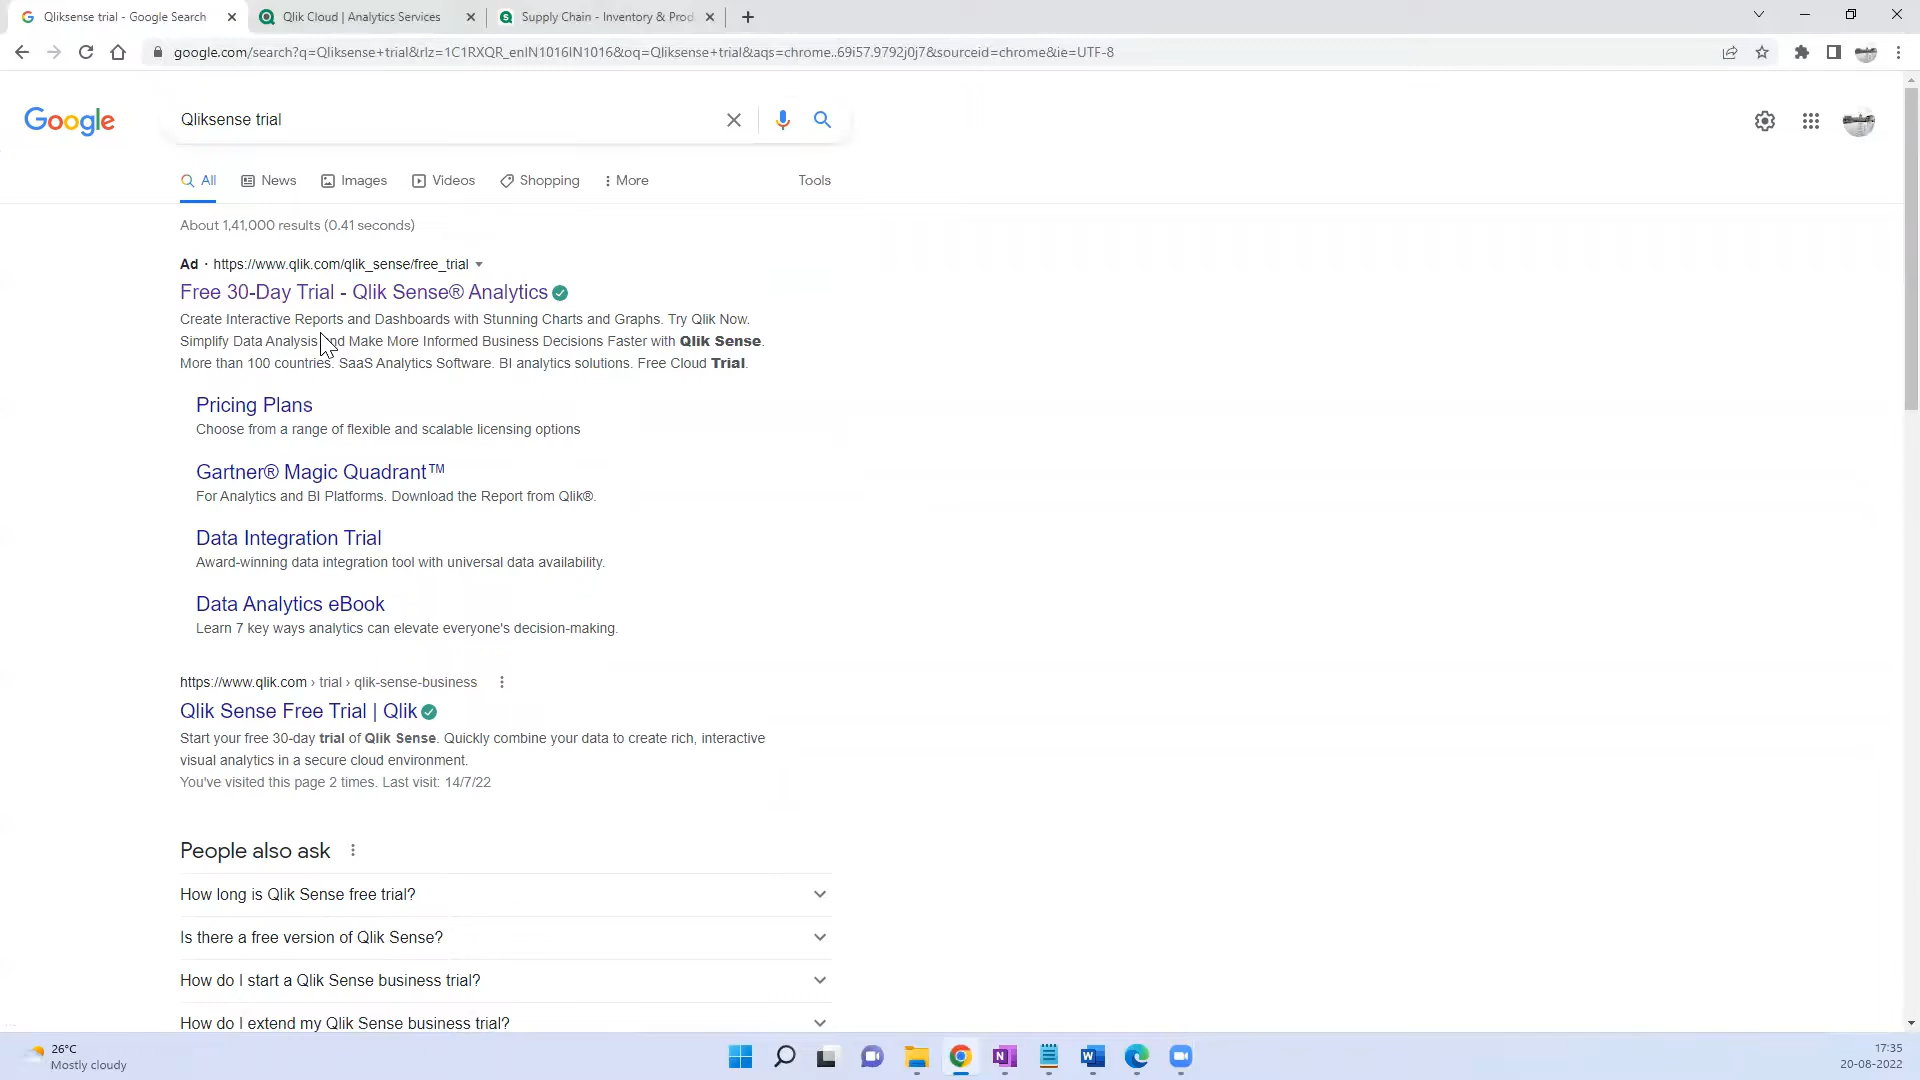 Qliksense trial - Google Search
Qlik Cloud | Analytics Services
Supply Chain - Inventory & Prod
google.com/search?q=Qliksense+trial&rlz=1C1RXQR_enIN1016IN1016&oq=Qliksense+trial&aqs=chrome..69i57.9792j0j7&sourceid=chrome&ie=UTF-8
Google
Qliksense trial
All
News
Images
Videos
Shopping
More
Tools
About 1,41,000 results (0.41 seconds)
Ad · https://www.qlik.com/qlik_sense/free_trial
Free 30-Day Trial - Qlik Sense® Analytics
Create Interactive Reports and Dashboards with Stunning Charts and Graphs. Try Qlik Now.
Simplify Data Analysis and Make More Informed Business Decisions Faster with Qlik Sense.
More than 100 countries. SaaS Analytics Software. BI analytics solutions. Free Cloud Trial.
Pricing Plans
Choose from a range of flexible and scalable licensing options
Gartner® Magic Quadrant™
For Analytics and BI Platforms. Download the Report from Qlik®.
Data Integration Trial
Award-winning data integration tool with universal data availability.
Data Analytics eBook
Learn 7 key ways analytics can elevate everyone's decision-making.
https://www.qlik.com › trial › qlik-sense-business
Qlik Sense Free Trial | Qlik
Start your free 30-day trial of Qlik Sense. Quickly combine your data to create rich, interactive
visual analytics in a secure cloud environment.
You've visited this page 2 times. Last visit: 14/7/22
People also ask
How long is Qlik Sense free trial?
Is there a free version of Qlik Sense?
How do I start a Qlik Sense business trial?
How do I extend my Qlik Sense business trial?
26°C
Mostly cloudy
17:35
20-08-2022